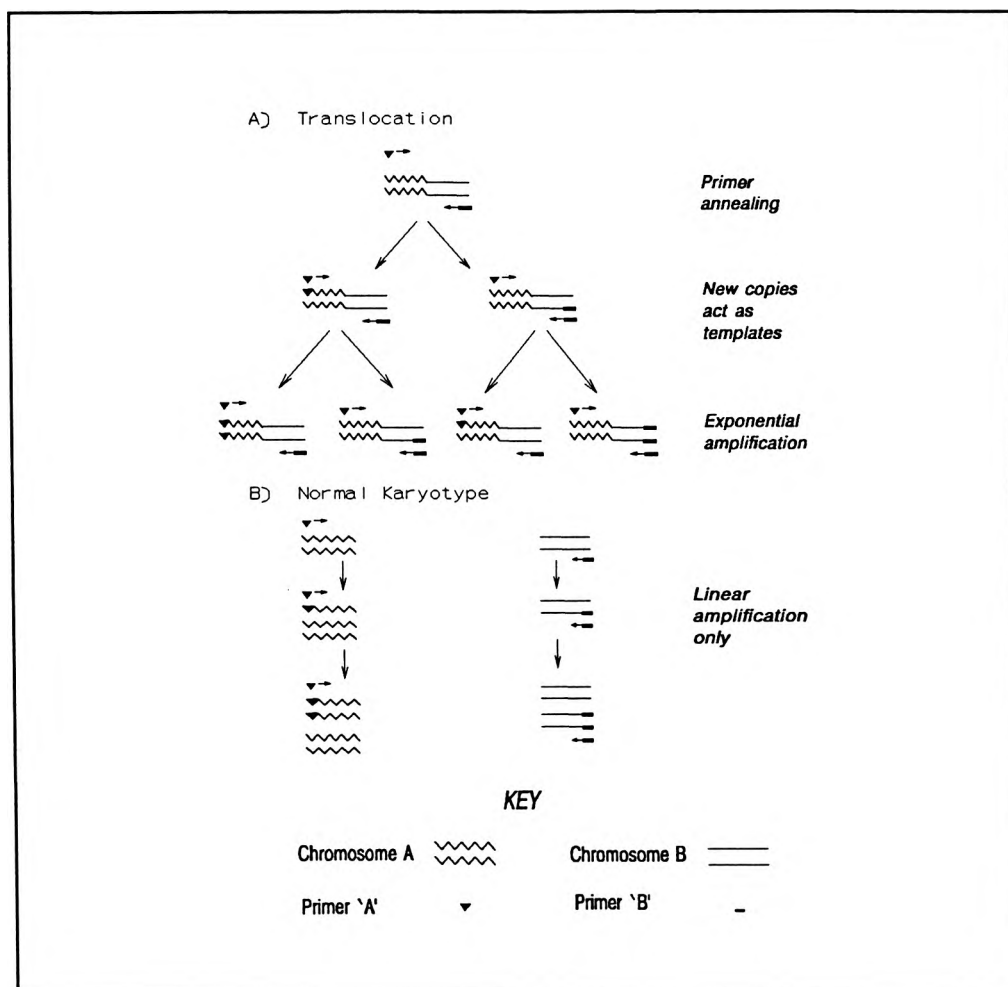 A) Translocation
Primer
annealing
New copies
act as
templates
Exponential
amplification
B) Normal Karyotype
Linear
amplification
only
KEY
Chromosome A
Chromosome B
Primer `A'
Primer `B'